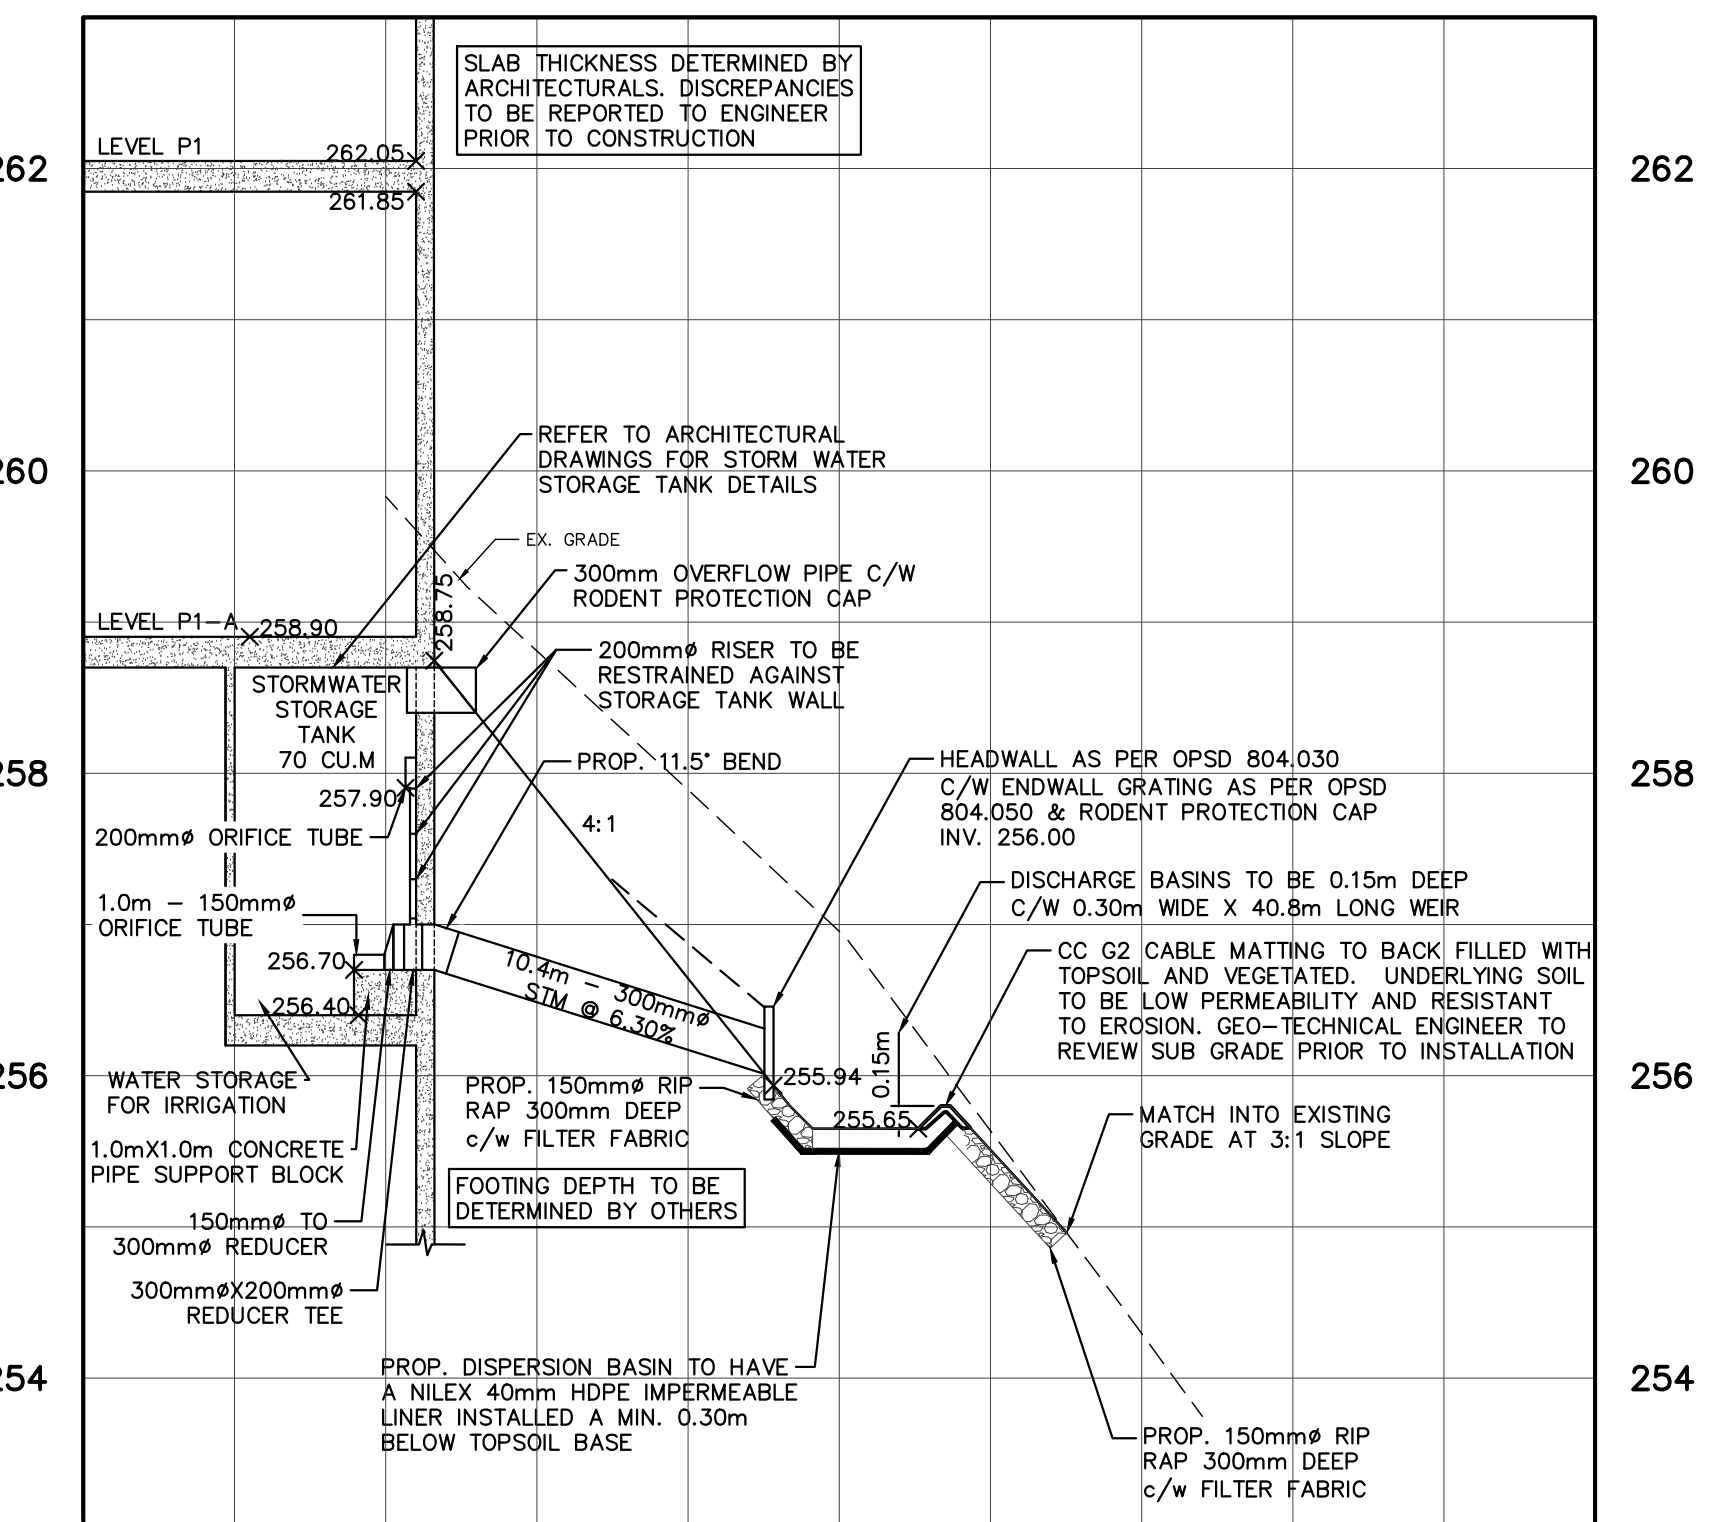 SLAB THICKNESS DETERMINED BY
ARCHITECTURALS. DISCREPANCIES
TO BE REPORTED TO ENGINEER
PRIOR TO CONSTRUCTION
LEVEL P1
262.05
261.85
262
262
REFER TO ARCHITECTURAL
DRAWINGS FOR STORM WATER
STORAGE TANK DETAILS
260
260
EX. GRADE
300mm OVERFLOW PIPE C/W
RODENT PROTECTION CAP
LEVEL P1-A
258.90
258.75
200mmø RISER TO BE
RESTRAINED AGAINST
STORAGE TANK WALL
STORMWATER
STORAGE
TANK
70 CU.M
PROP. 11.5° BEND
HEADWALL AS PER OPSD 804.030
C/W ENDWALL GRATING AS PER OPSD
804.050 & RODENT PROTECTION CAP
INV. 256.00
258
258
257.90
200mmø ORIFICE TUBE
4:1
DISCHARGE BASINS TO BE 0.15m DEEP
C/W 0.30m WIDE X 40.8m LONG WEIR
1.0m - 150mmø
ORIFICE TUBE
CC G2 CABLE MATTING TO BACK FILLED WITH
TOPSOIL AND VEGETATED. UNDERLYING SOIL
TO BE LOW PERMEABILITY AND RESISTANT
TO EROSION. GEO-TECHNICAL ENGINEER TO
REVIEW SUB GRADE PRIOR TO INSTALLATION
256.70
256.40
10.4m - 300mmø
STM @ 6.30%
0.15m
256
256
WATER STORAGE
FOR IRRIGATION
PROP. 150mmø RIP
RAP 300mm DEEP
c/w FILTER FABRIC
255.94
255.65
MATCH INTO EXISTING
GRADE AT 3:1 SLOPE
1.0mX1.0m CONCRETE
PIPE SUPPORT BLOCK
FOOTING DEPTH TO BE
DETERMINED BY OTHERS
150mmø TO
300mmø REDUCER
300mmøX200mmø
REDUCER TEE
PROP. DISPERSION BASIN TO HAVE
A NILEX 40mm HDPE IMPERMEABLE
LINER INSTALLED A MIN. 0.30m
BELOW TOPSOIL BASE
254
254
PROP. 150mmø RIP
RAP 300mm DEEP
c/w FILTER FABRIC